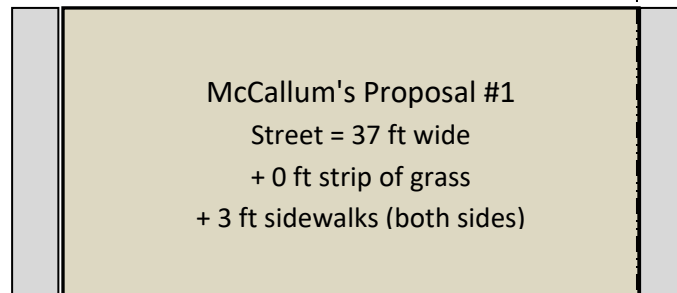 McCallum's Proposal #1
Street = 37 ft wide
+ 0 ft strip of grass
+ 3 ft sidewalks (both sides)